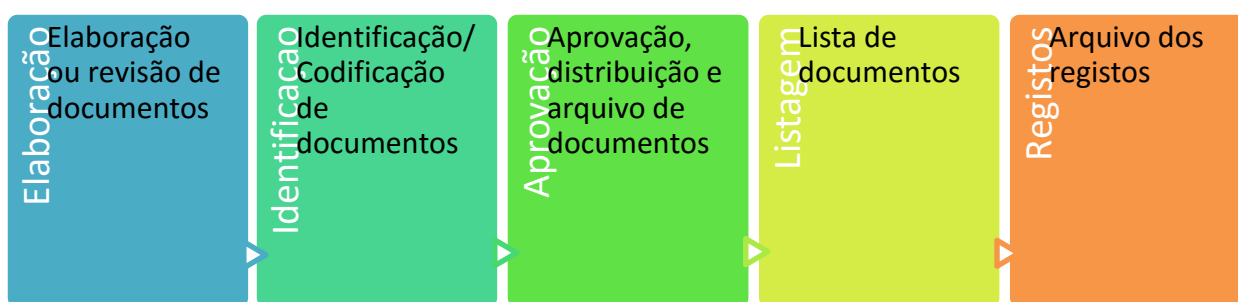 Elaboração
Elaboração
ou revisão de
documentos
Identificação
Identificação/
Codificação
de
documentos
Aprovação
Aprovação,
distribuição e
arquivo de
documentos
Listagem
Lista de
documentos
Registos
Arquivo dos
registos